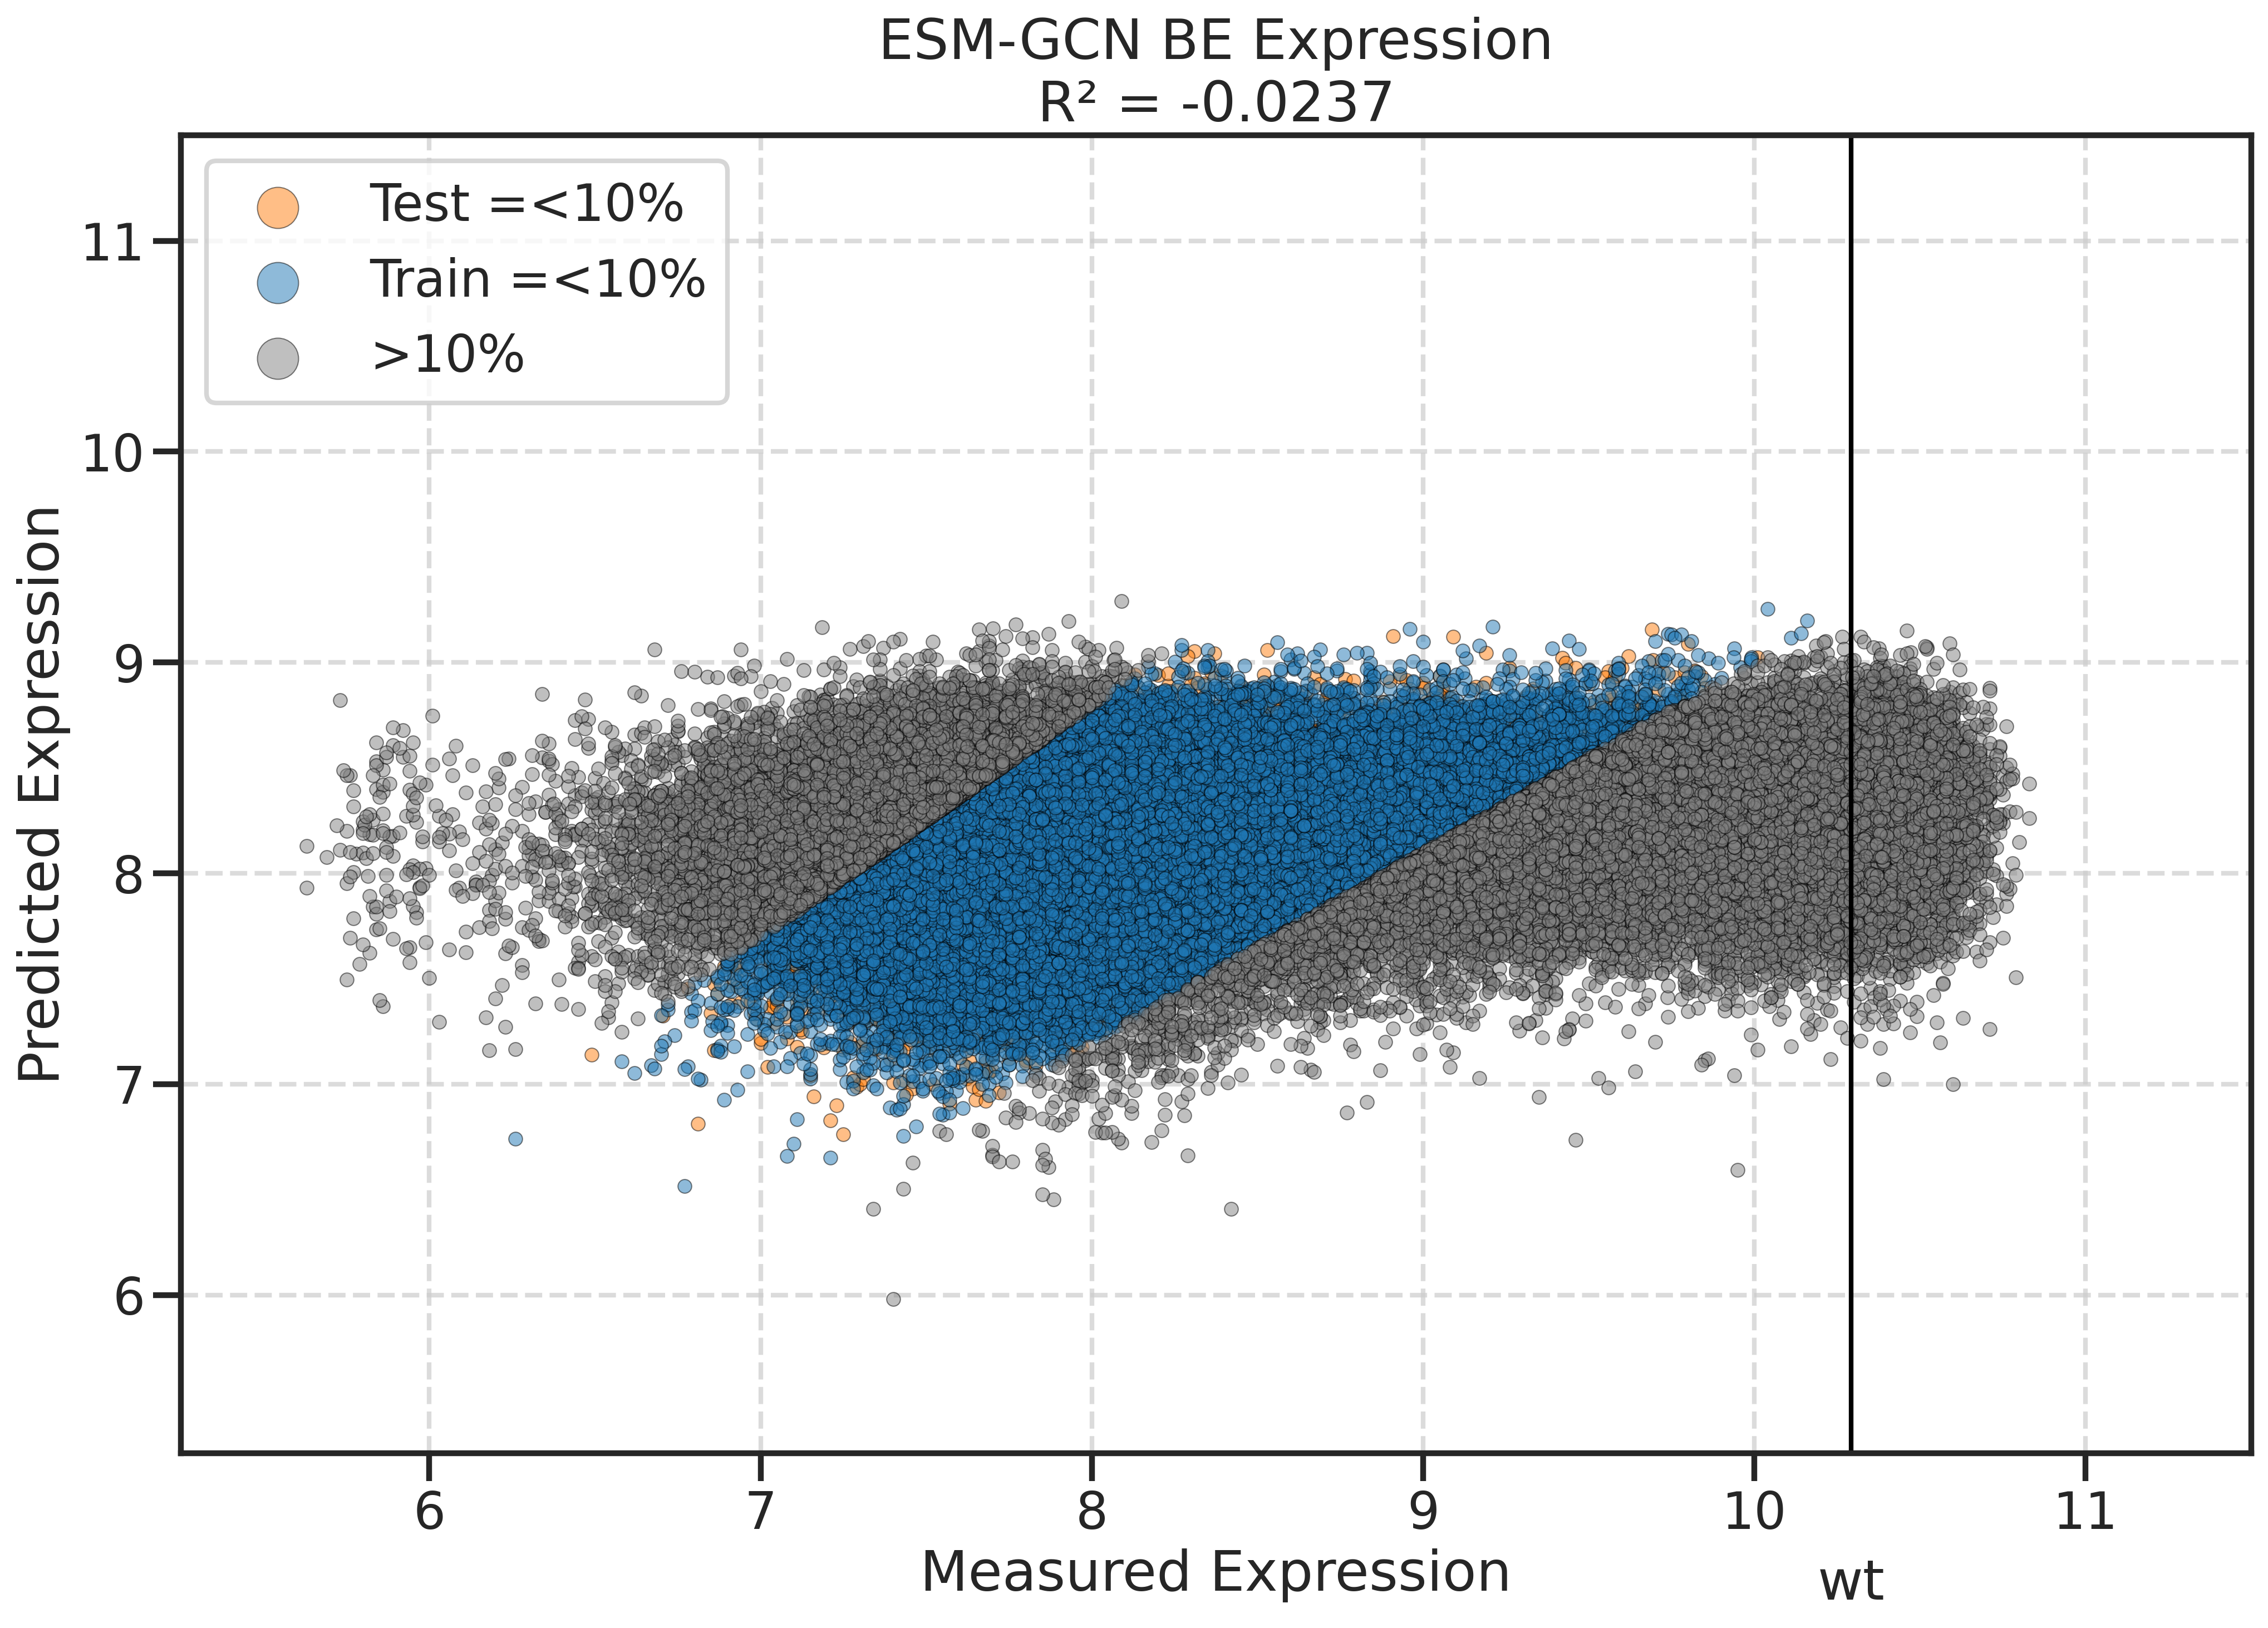 ESM-GCN BE Expression
R² = -0.0237
Test =<10%
Train =<10%
>10%
11
10
9
8
7
6
Predicted Expression
6 7 8 9 10 11
Measured Expression
wt